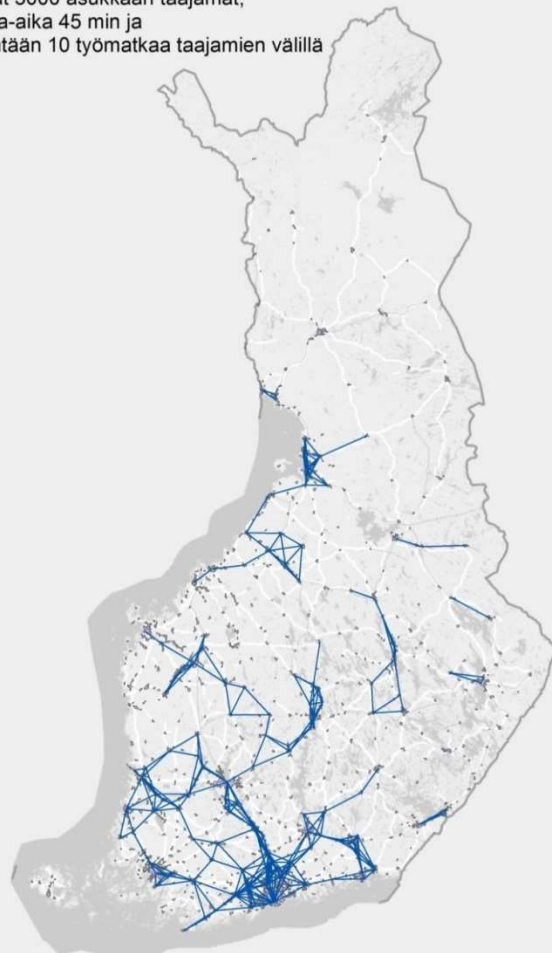 5000 asukkaan taajamat,
a-aika 45 min ja
tään 10 työmatkaa taajamien välillä